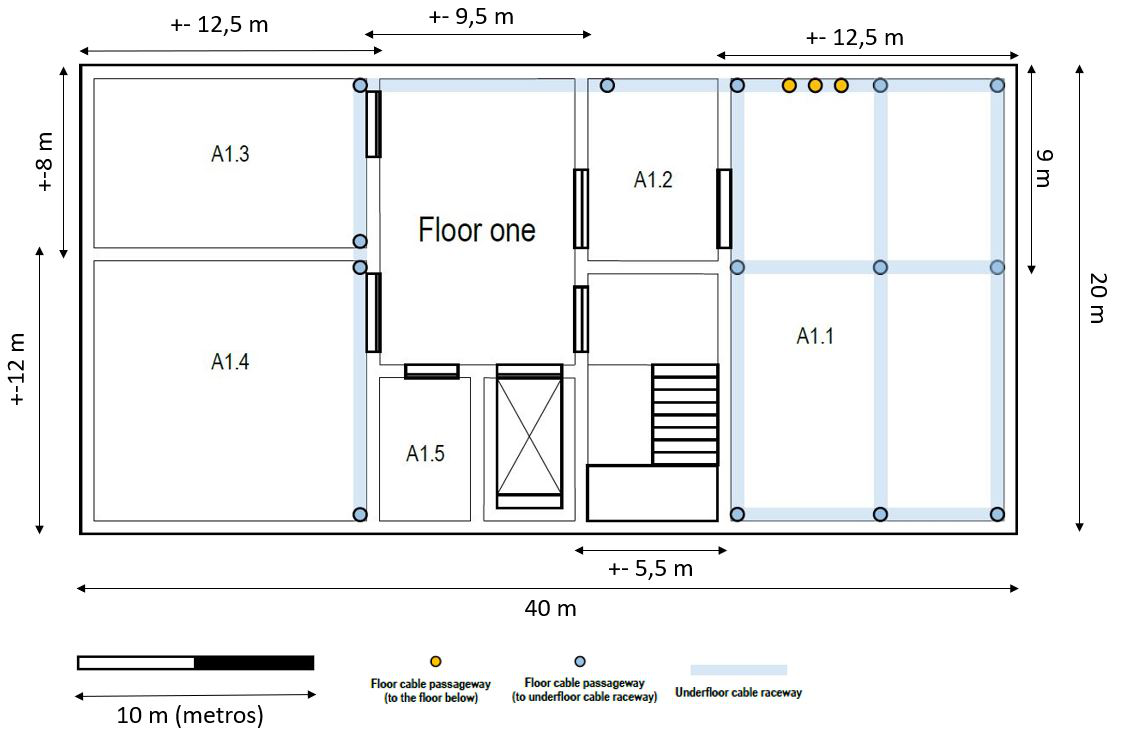 +- 12,5 m
+- 9,5 m
+- 12,5 m
+-8 m
A1.3
A1.2
9 m
Floor one
20 m
+-12 m
A1.4
A1.1
A1.5
+- 5,5 m
40 m
10 m (metros)
Floor cable passageway
(to the floor below)
Floor cable passageway
(to underfloor cable raceway)
Underfloor cable raceway